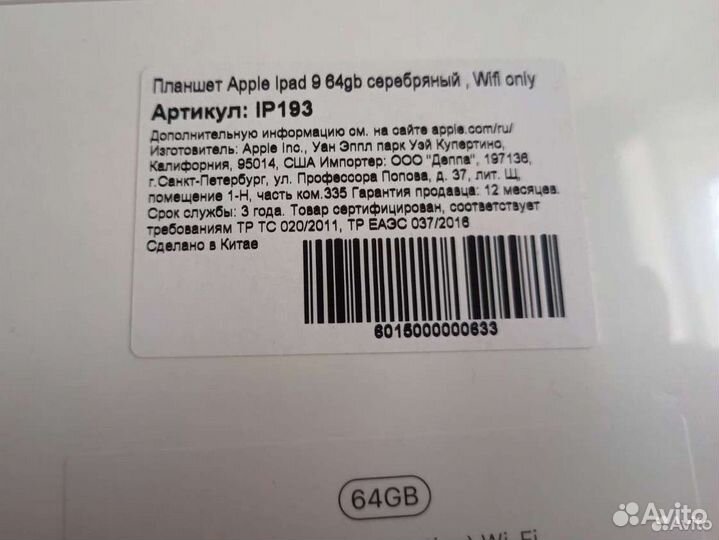 Планшет Apple Ipad 9 64gb серебряный , Wifi only
Артикул: IP193
Дополнительную информацию см. на сайте apple.com/ru/
Изготовитель: Apple Inc., Уан Эппл парк Уэй Купертино,
Калифорния, 95014, США Импортер: ООО "Деппа", 197136,
г.Санкт-Петербург, ул. Профессора Попова, д. 37, лит. Щ,
помещение 1-Н, часть ком.335 Гарантия продавца: 12 месяцев.
Срок службы: 3 года. Товар сертифицирован, соответствует
требованиям ТР ТС 020/2011, ТР ЕАЭС 037/2016
Сделано в Китае
6015000000633
64GB
Wi-Fi
Avito